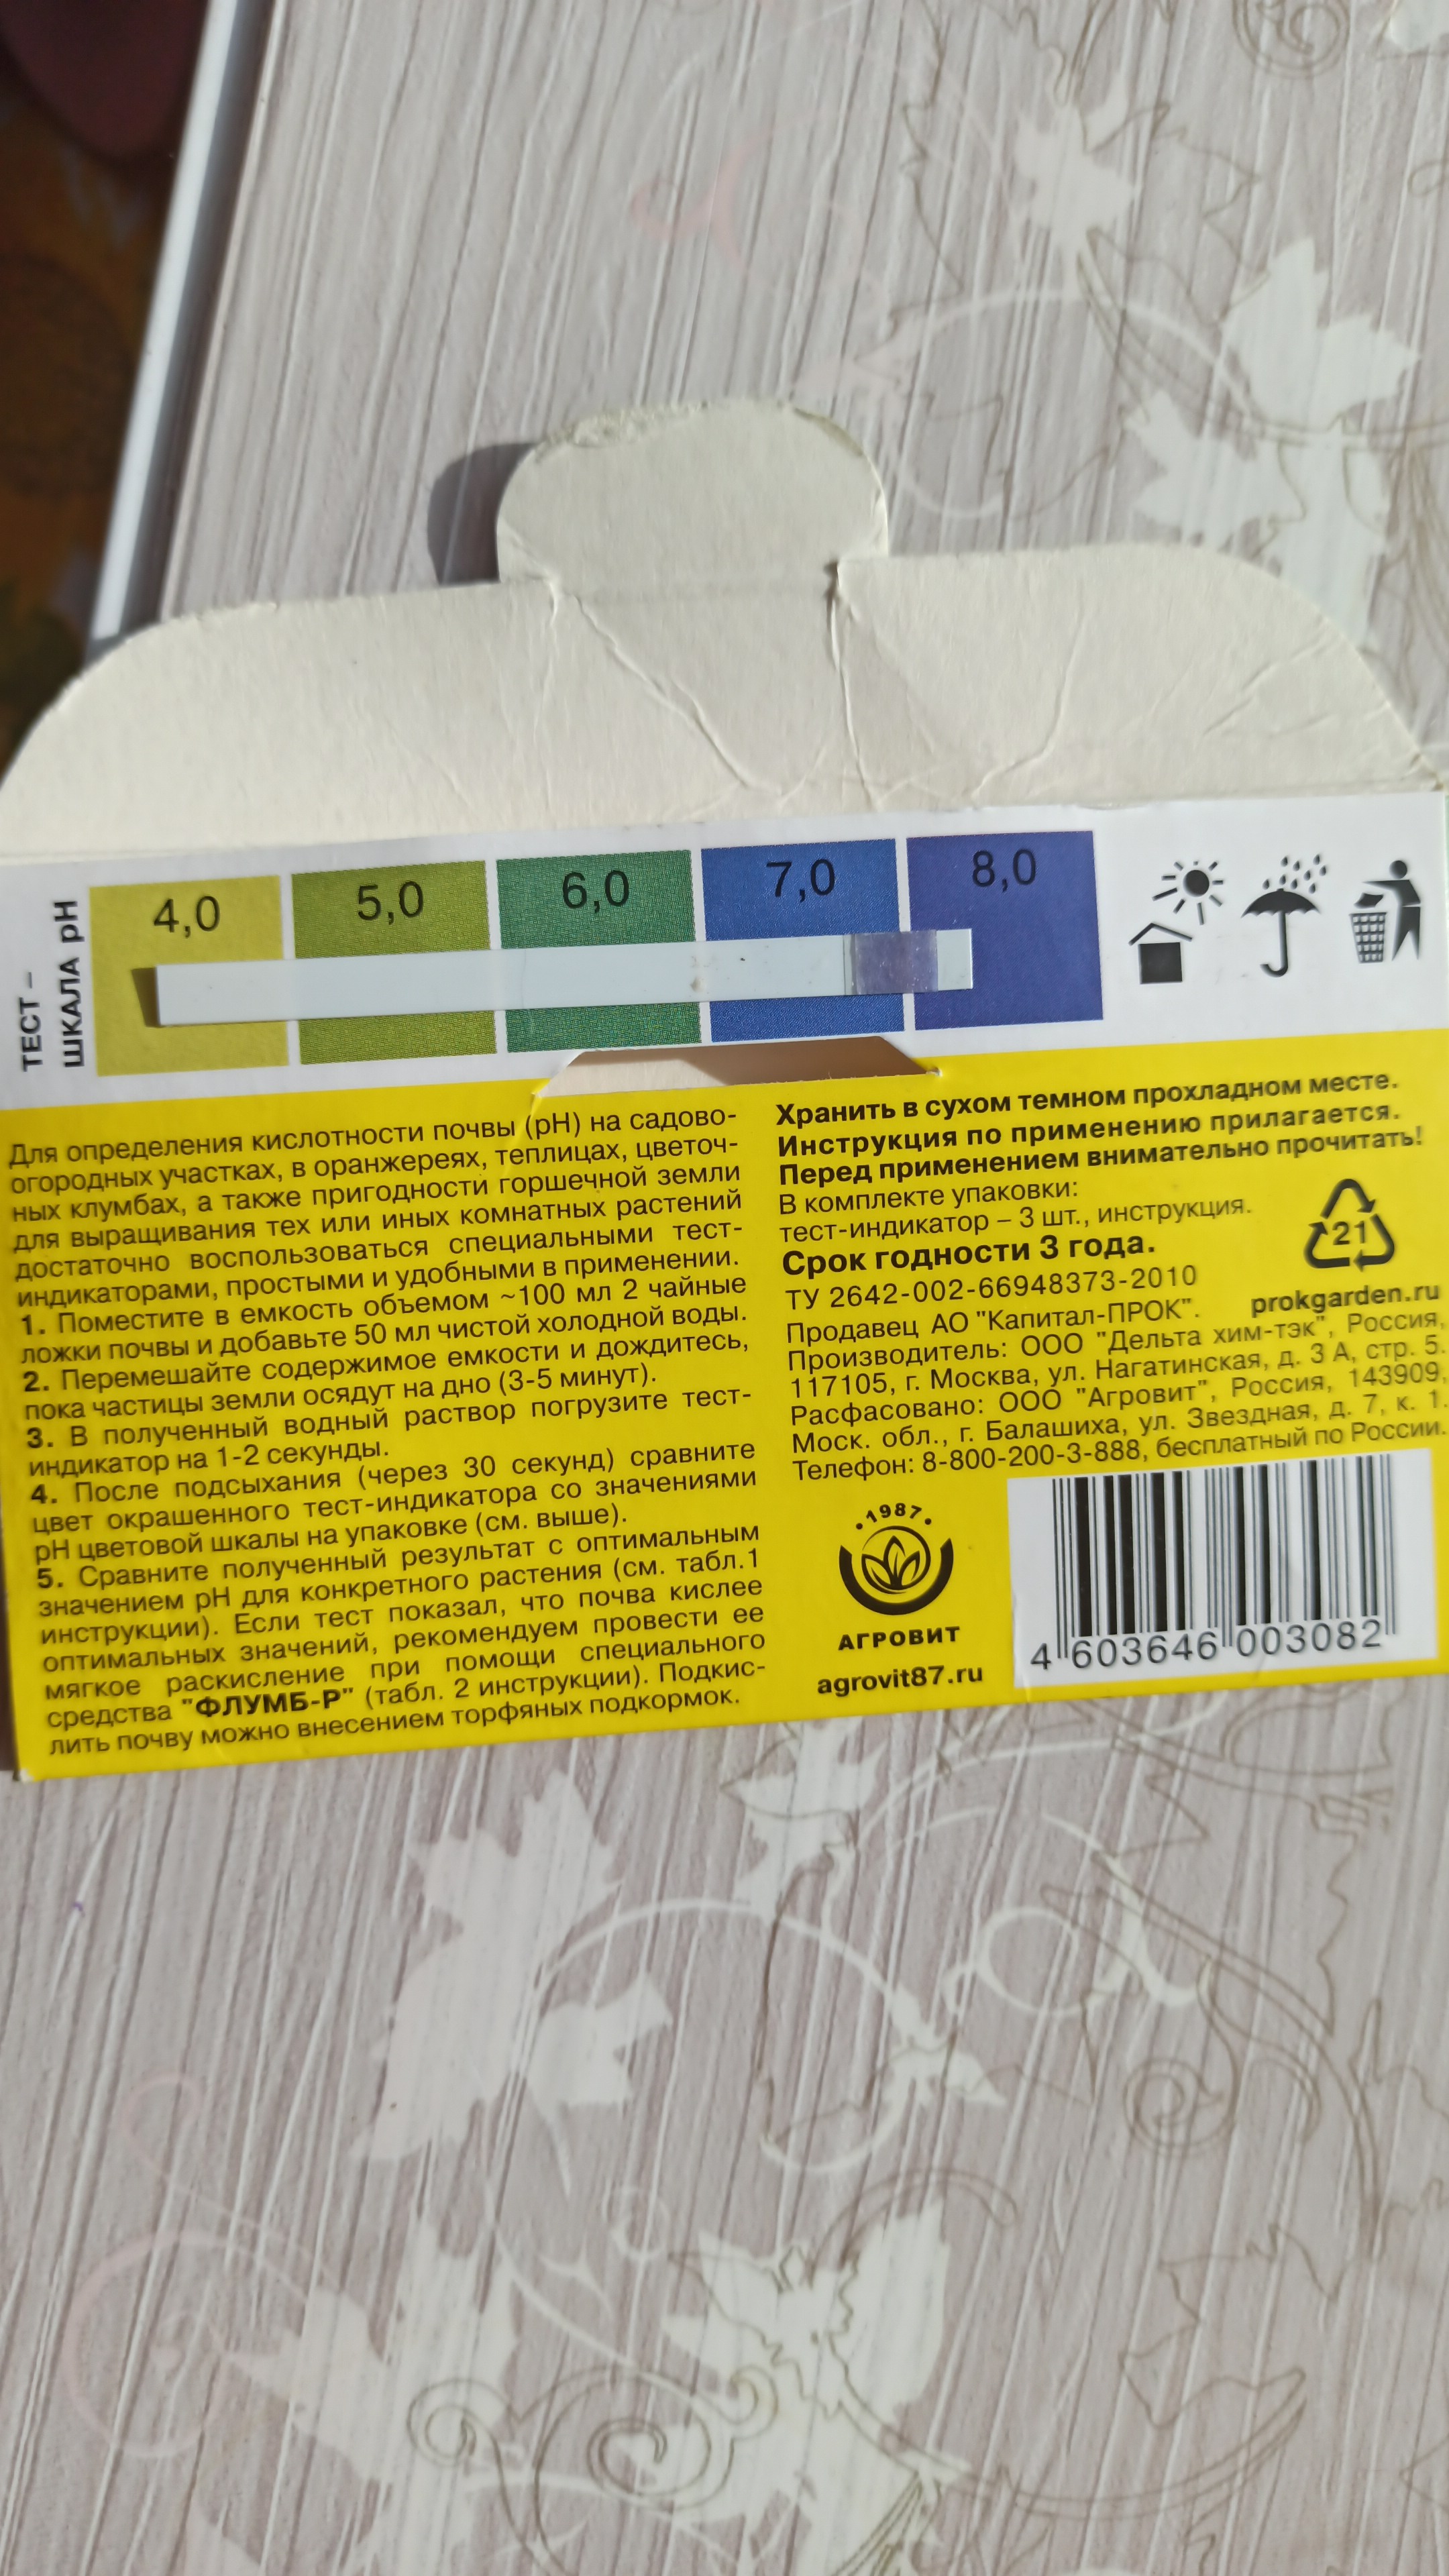 ТЕСТ –
ШКАЛА pH
4,0
5,0
6,0
7,0
8,0
Для определения кислотности почвы (pH) на садово-
огородных участках, в оранжереях, теплицах, цветоч-
ных клумбах, а также пригодности горшечной земли
для выращивания тех или иных комнатных растений
достаточно воспользоваться специальными тест-
индикаторами, простыми и удобными в применении.
1. Поместите в емкость объемом ~100 мл 2 чайные
ложки почвы и добавьте 50 мл чистой холодной воды.
2. Перемешайте содержимое емкости и дождитесь,
пока частицы земли осядут на дно (3-5 минут).
3. В полученный водный раствор погрузите тест-
индикатор на 1-2 секунды.
4. После подсыхания (через 30 секунд) сравните
цвет окрашенного тест-индикатора со значениями
pH цветовой шкалы на упаковке (см. выше).
5. Сравните полученный результат с оптимальным
значением pH для конкретного растения (см. табл.1
инструкции). Если тест показал, что почва кислее
оптимальных значений, рекомендуем провести ее
мягкое раскисление при помощи специального
средства "ФЛУМБ-Р" (табл. 2 инструкции). Подкис-
лить почву можно внесением торфяных подкормок.
Хранить в сухом темном прохладном месте.
Инструкция по применению прилагается.
Перед применением внимательно прочитать!
В комплекте упаковки:
тест-индикатор – 3 шт., инструкция.
Срок годности 3 года.
ТУ 2642-002-66948373-2010
21
prokgarden.ru
Продавец АО "Капитал-ПРОК".
Производитель: ООО "Дельта хим-тэк", Россия,
117105, г. Москва, ул. Нагатинская, д. 3 А, стр. 5.
Расфасовано: ООО "Агровит", Россия, 143909,
Моск. обл., г. Балашиха, ул. Звездная, д. 7, к. 1.
Телефон: 8-800-200-3-888, бесплатный по России.
•1987•
АГРОВИТ
agrovit87.ru
4 603646 003082